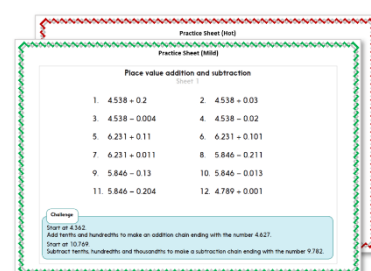 Practice Sheet (Hot)
Practice Sheet (Mild)
Place value addition and subtraction
Sheet 1
1. 4.538 + 0.2 2. 4.538 + 0.03
3. 4.538 – 0.004 4. 4.538 – 0.02
5. 6.231 + 0.11 6. 6.231 + 0.101
7. 6.231 + 0.011 8. 5.846 – 0.211
9. 5.846 – 0.13 10. 5.846 – 0.013
11. 5.846 – 0.204 12. 4.789 + 0.001
Challenge
Start at 4.362.
Add tenths and hundredths to make an addition chain ending with the number 4.627.
Start at 10.769.
Subtract tenths, hundredths and thousandths to make a subtraction chain ending with the number 9.782.